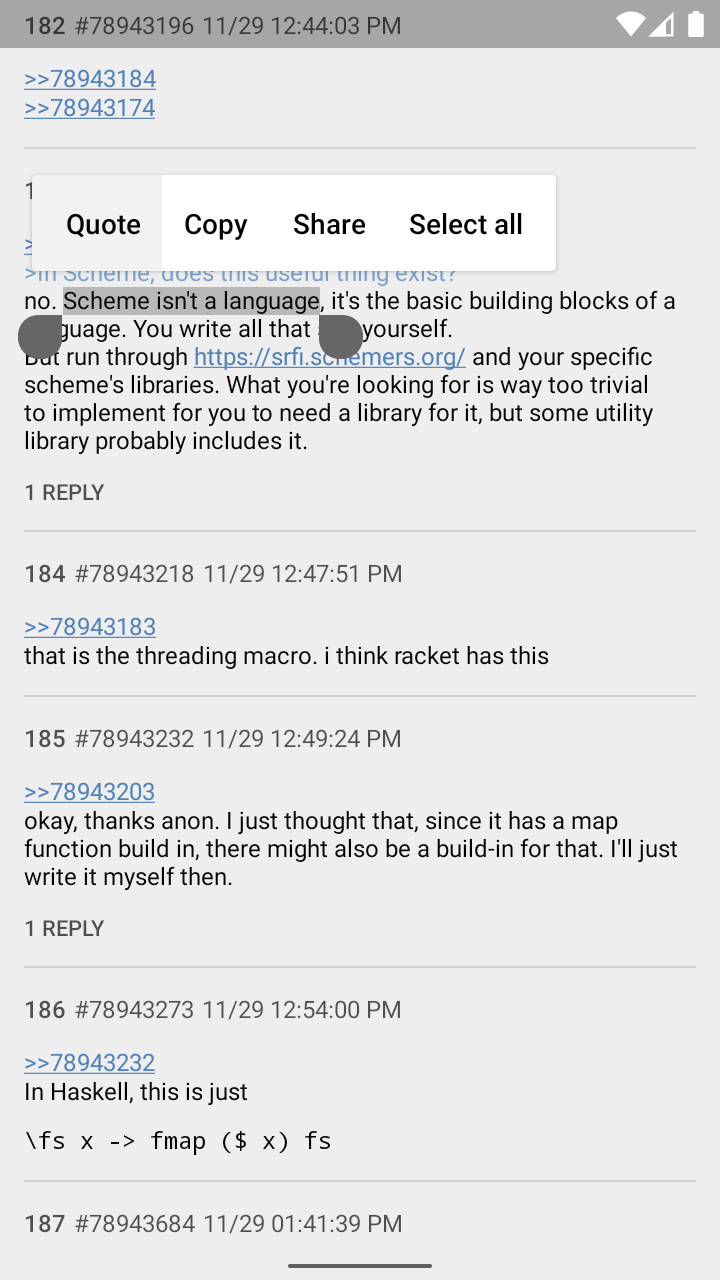 182 #78943196 11/29 12:44:03 PM
>>78943184
>>78943174
Quote Copy Share Select all
>In Scheme, does this useful thing exist?
no. Scheme isn't a language, it's the basic building blocks of a
guage. You write all that yourself.
But run through https://srfi.schemers.org/ and your specific
scheme's libraries. What you're looking for is way too trivial
to implement for you to need a library for it, but some utility
library probably includes it.
1 REPLY
184 #78943218 11/29 12:47:51 PM
>>78943183
that is the threading macro. i think racket has this
185 #78943232 11/29 12:49:24 PM
>>78943203
okay, thanks anon. I just thought that, since it has a map
function build in, there might also be a build-in for that. I'll just
write it myself then.
1 REPLY
186 #78943273 11/29 12:54:00 PM
>>78943232
In Haskell, this is just
\fs x -> fmap ($ x) fs
187 #78943684 11/29 01:41:39 PM